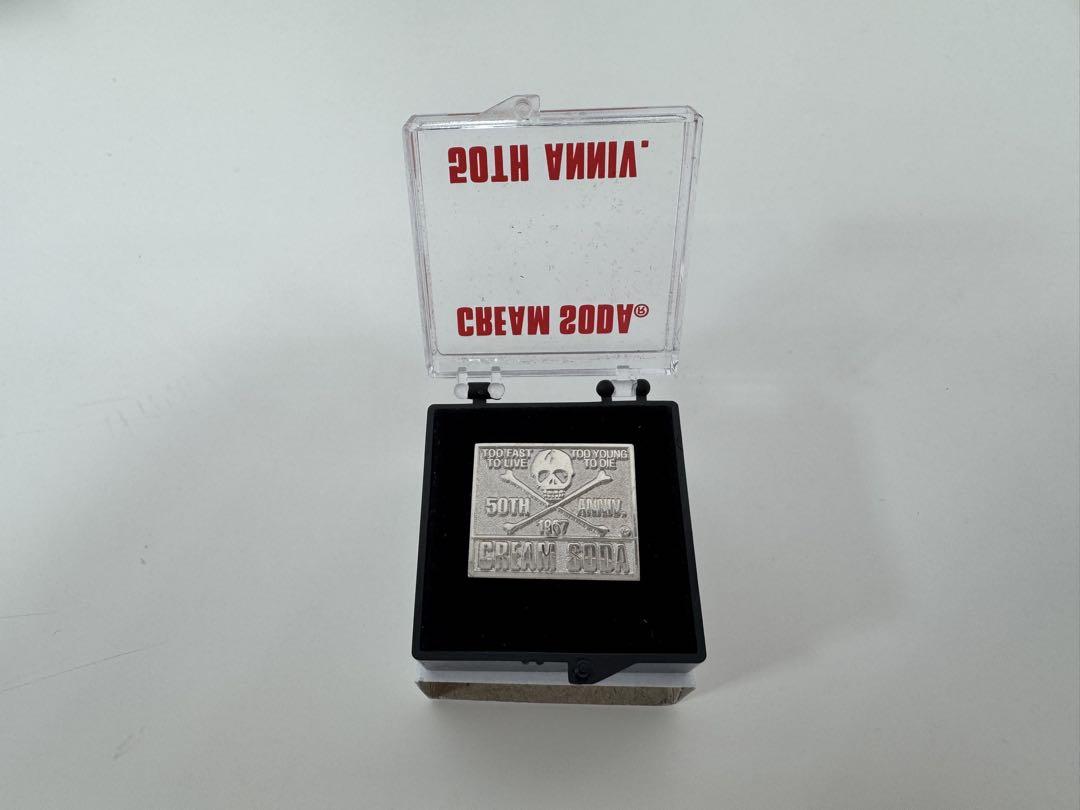 50TH ANNIV.
CREAM SODA®
TOO FAST TO LIVE
TOO YOUNG TO DIE
50TH ANNIV.
1967
CREAM SODA